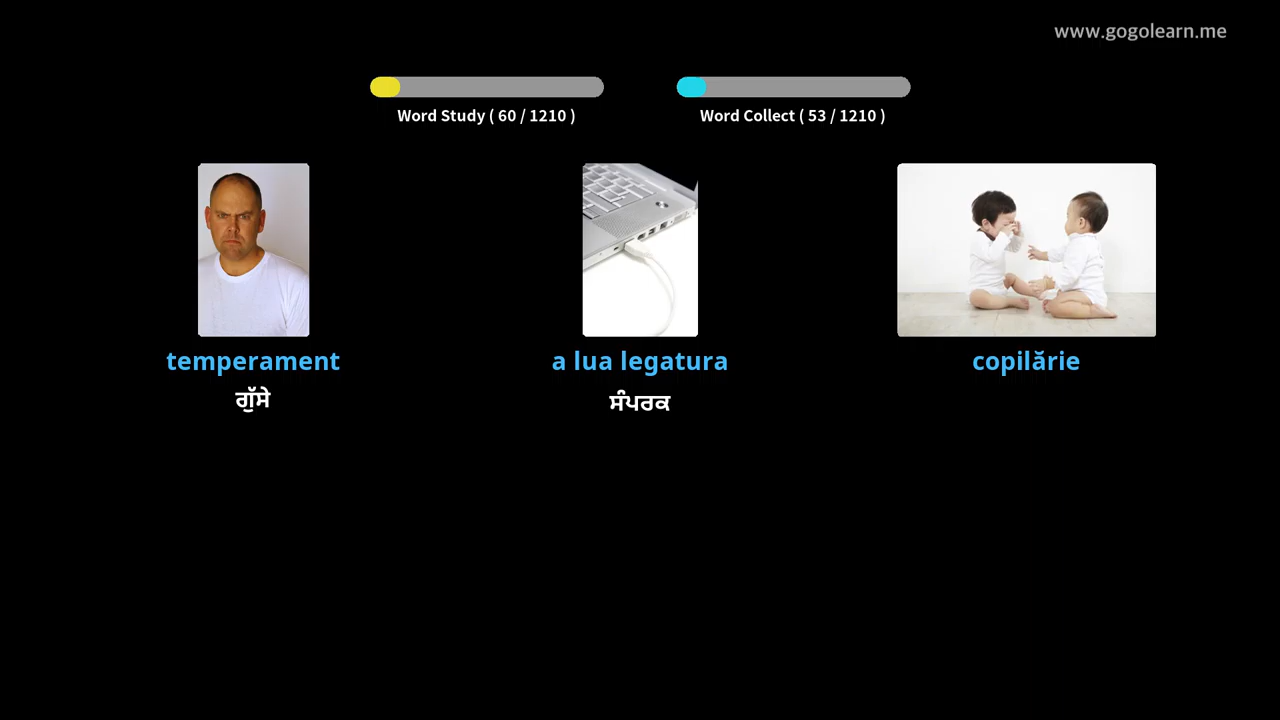 www.gogolearn.me
Word Study ( 60 / 1210 )
Word Collect ( 53 / 1210 )
temperament
a lua legatura
copilărie
ਗੁੱਸੇ
ਸੰਪਰਕ